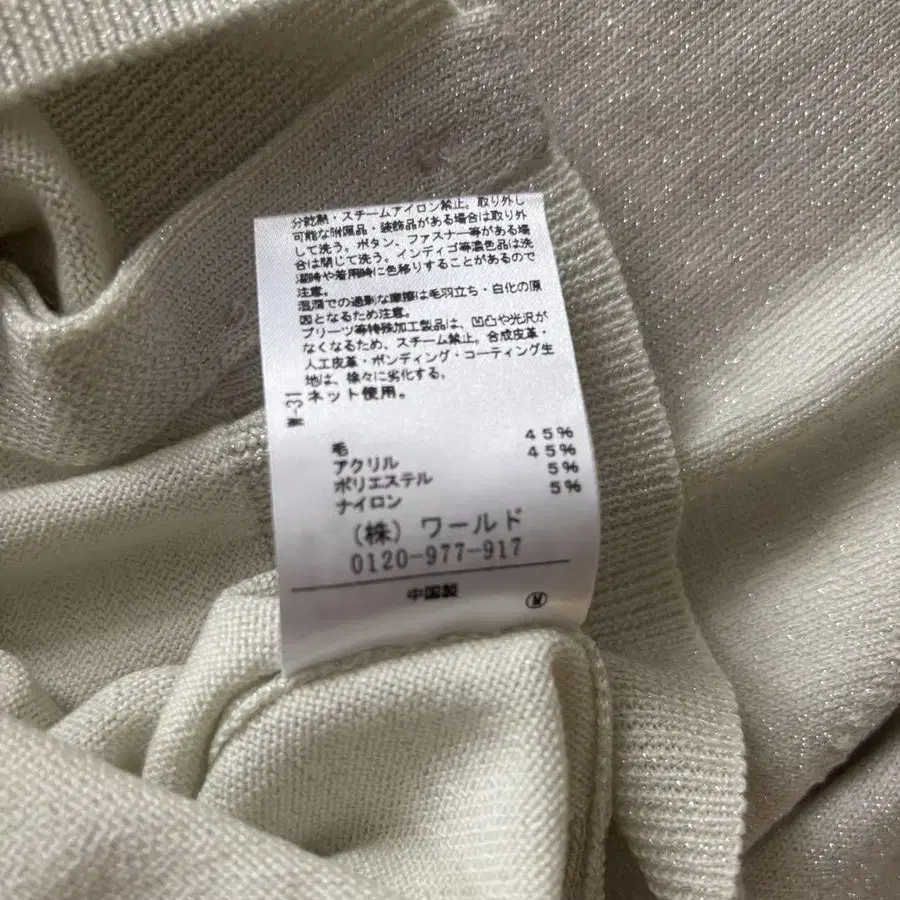 分乾熱・スチームアイロン禁止。取り外し
可能な附属品・装飾品がある場合は取り外
して洗う。ボタン、ファスナー等がある場
合は閉じて洗う。インディゴ等濃色品は洗
濯時や着用時に色移りすることがあるので
注意。
湿潤での過剰な摩擦は毛羽立ち・白化の原
因となるため注意。
プリーツ等特殊加工製品は、凹凸や光沢が
なくなるため、スチーム禁止。合成皮革・
人工皮革・ボンディング・コーティング生
地は、徐々に劣化する。
ネット使用。
W-31
毛 45%
アクリル 45%
ポリエステル 5%
ナイロン 5%
(株) ワールド
0120-977-917
中国製